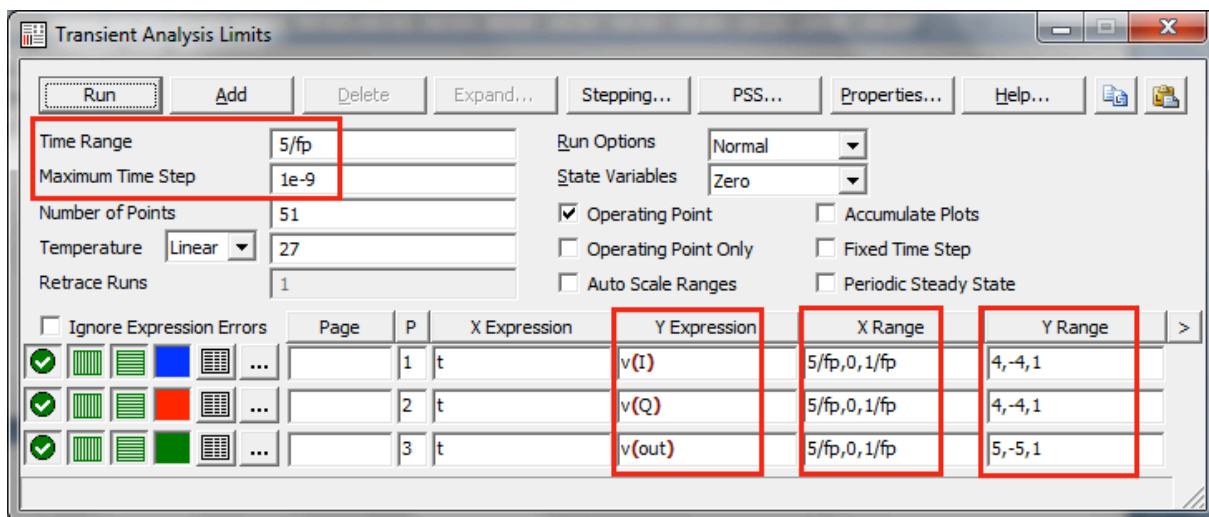 Transient Analysis Limits
Run Add Delete Expand... Stepping... PSS... Properties... Help...
Time Range 5/fp Run Options Normal
Maximum Time Step 1e-9 State Variables Zero
Number of Points 51 Operating Point Accumulate Plots
Temperature Linear 27 Operating Point Only Fixed Time Step
Retrace Runs 1 Auto Scale Ranges Periodic Steady State
Ignore Expression Errors Page P X Expression Y Expression X Range Y Range >
... 1 t v(I) 5/fp,0,1/fp 4,-4,1
... 2 t v(Q) 5/fp,0,1/fp 4,-4,1
... 3 t v(out) 5/fp,0,1/fp 5,-5,1